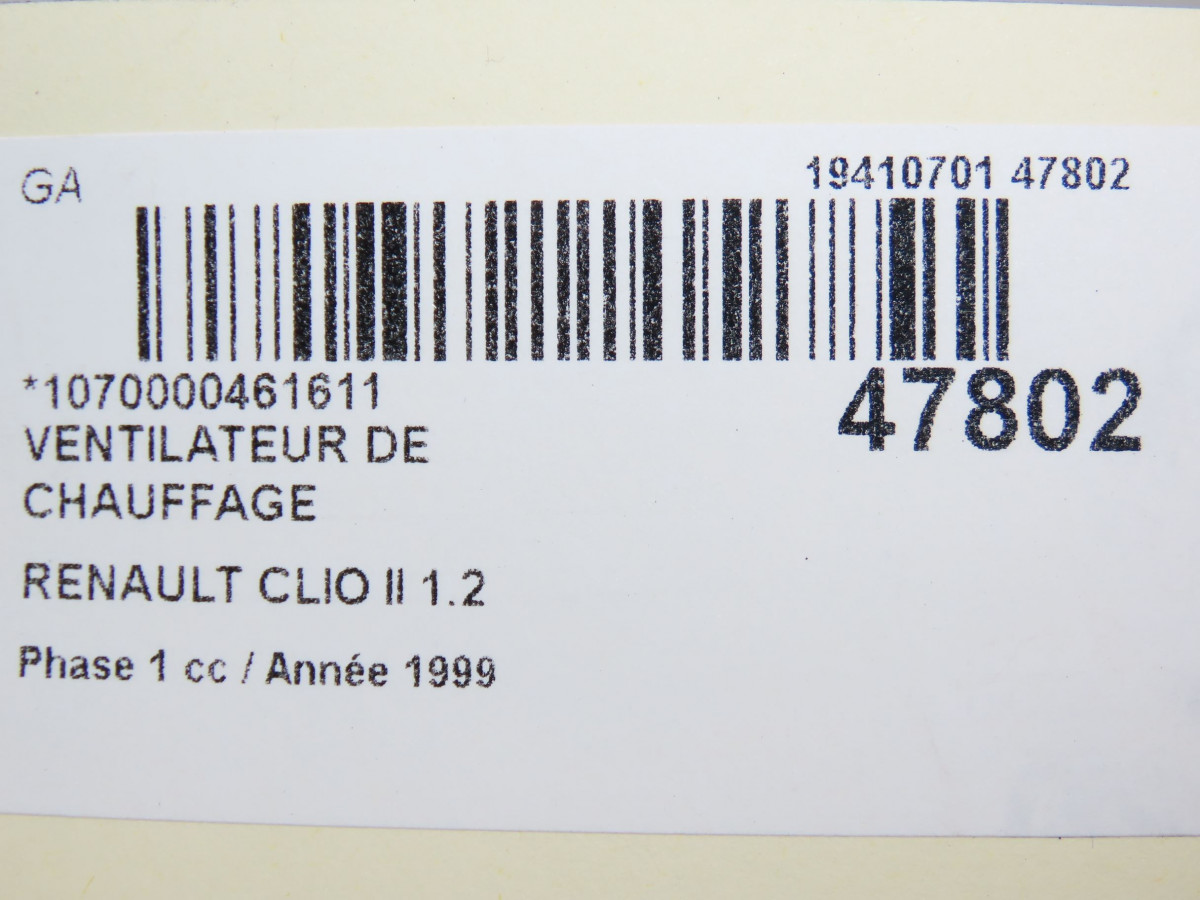 GA
19410701 47802
*1070000461611
47802
VENTILATEUR DE
CHAUFFAGE
RENAULT CLIO II 1.2
Phase 1 cc / Année 1999